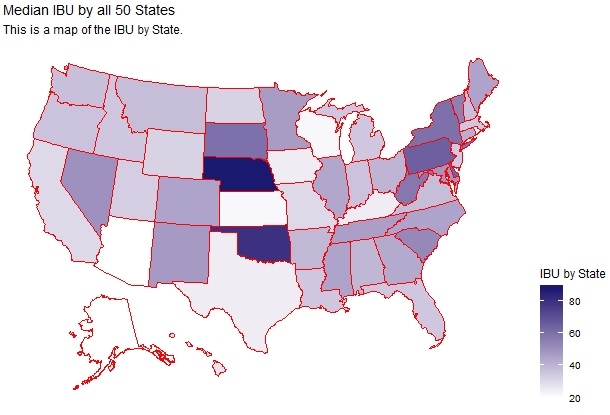 Median IBU by all 50 States
This is a map of the IBU by State.
IBU by State
80
60
40
20